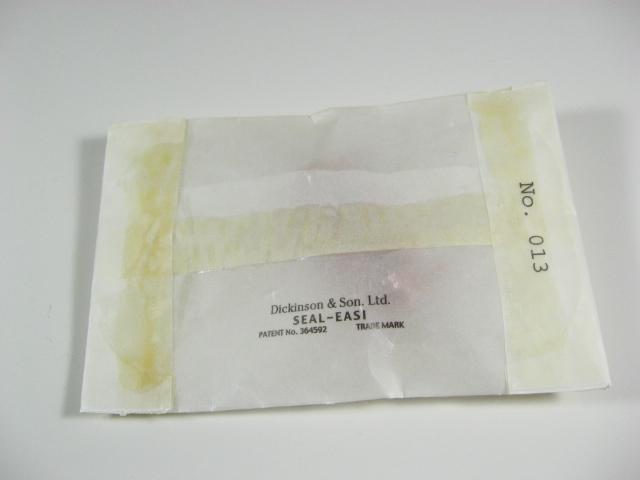 Dickinson & Son. Ltd.
SEAL-EASI
PATENT No. 364592 TRADE MARK
No. 013